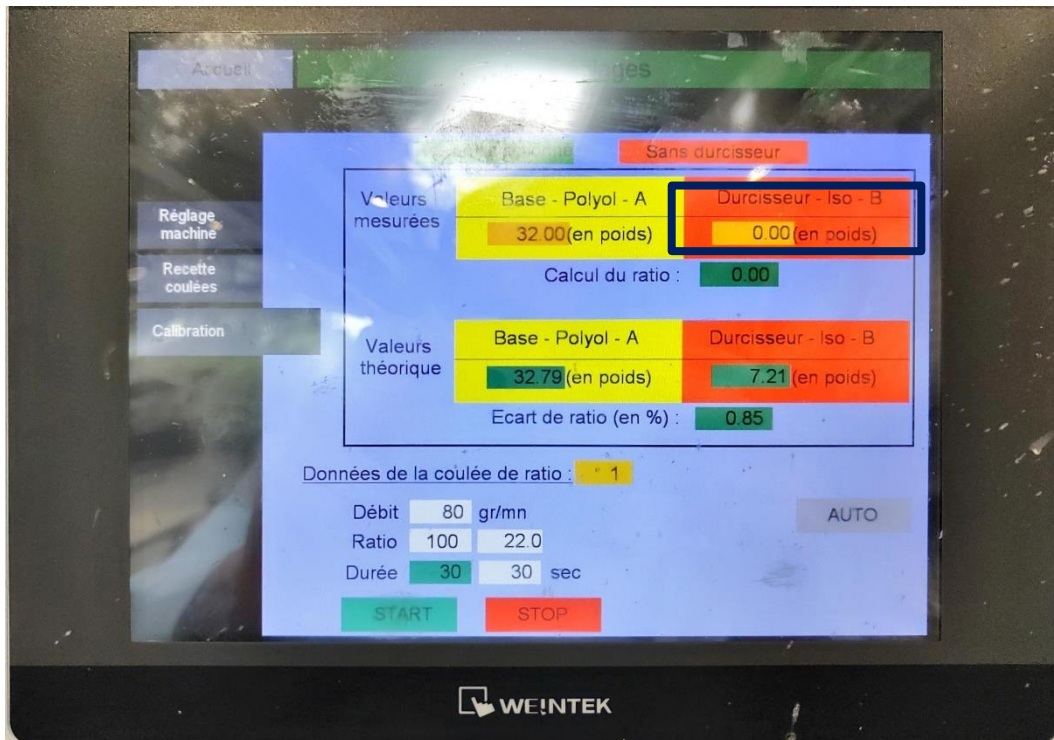 Accueil
Sans durcisseur
Valeurs mesurées
Base - Polyol - A
Durcisseur - Iso - B
32.00 (en poids)
0.00 (en poids)
Calcul du ratio : 0.00
Réglage machine
Recette coulées
Calibration
Valeurs théorique
Base - Polyol - A
Durcisseur - Iso - B
32.79 (en poids)
7.21 (en poids)
Ecart de ratio (en %) : 0.85
Données de la coulée de ratio : 1
Débit 80 gr/mn
AUTO
Ratio 100 22.0
Durée 30 30 sec
START STOP
WEINTEK